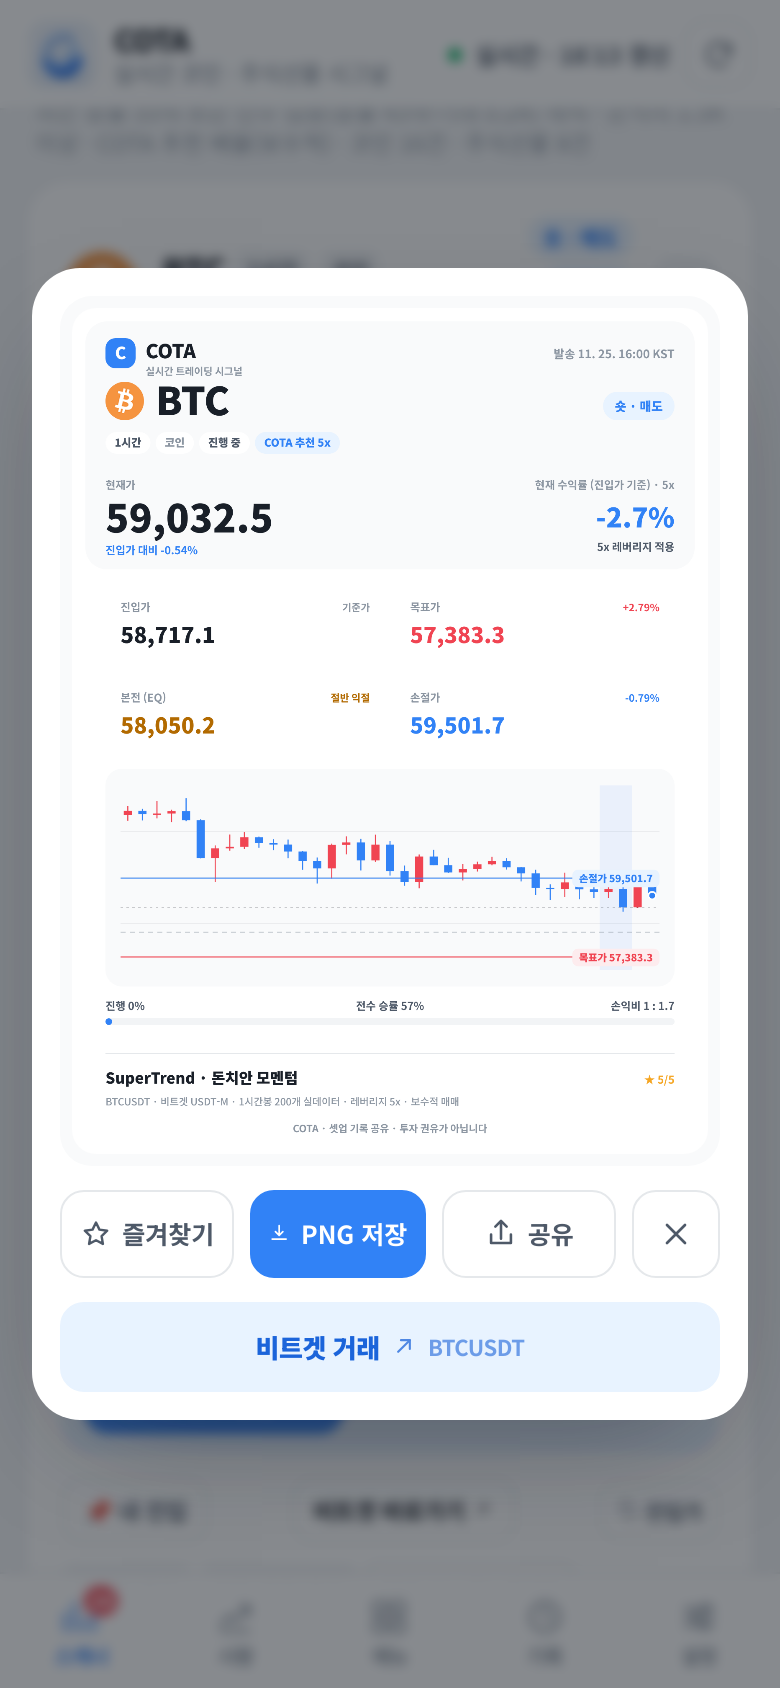 COTA
C COTA
발송 11. 25. 16:00 KST
실시간 트레이딩 시그널
BTC
숏 · 매도
1시간 코인 진행 중 COTA 추천 5x
현재가
현재 수익률 (진입가 기준) · 5x
59,032.5
-2.7%
진입가 대비 -0.54%
5x 레버리지 적용
진입가 기준가
58,717.1
목표가 +2.79%
57,383.3
본전 (EQ) 절반 익절
58,050.2
손절가 -0.79%
59,501.7
손절가 59,501.7
목표가 57,383.3
진행 0% 전수 승률 57% 손익비 1 : 1.7
SuperTrend · 돈치안 모멘텀
★ 5/5
BTCUSDT · 비트켓 USDT-M · 1시간봉 200개 실데이터 · 레버리지 5x · 보수적 매매
COTA · 셋업 기록 공유 · 투자 권유가 아닙니다
즐겨찾기
PNG 저장
공유
비트겟 거래 ↗ BTCUSDT